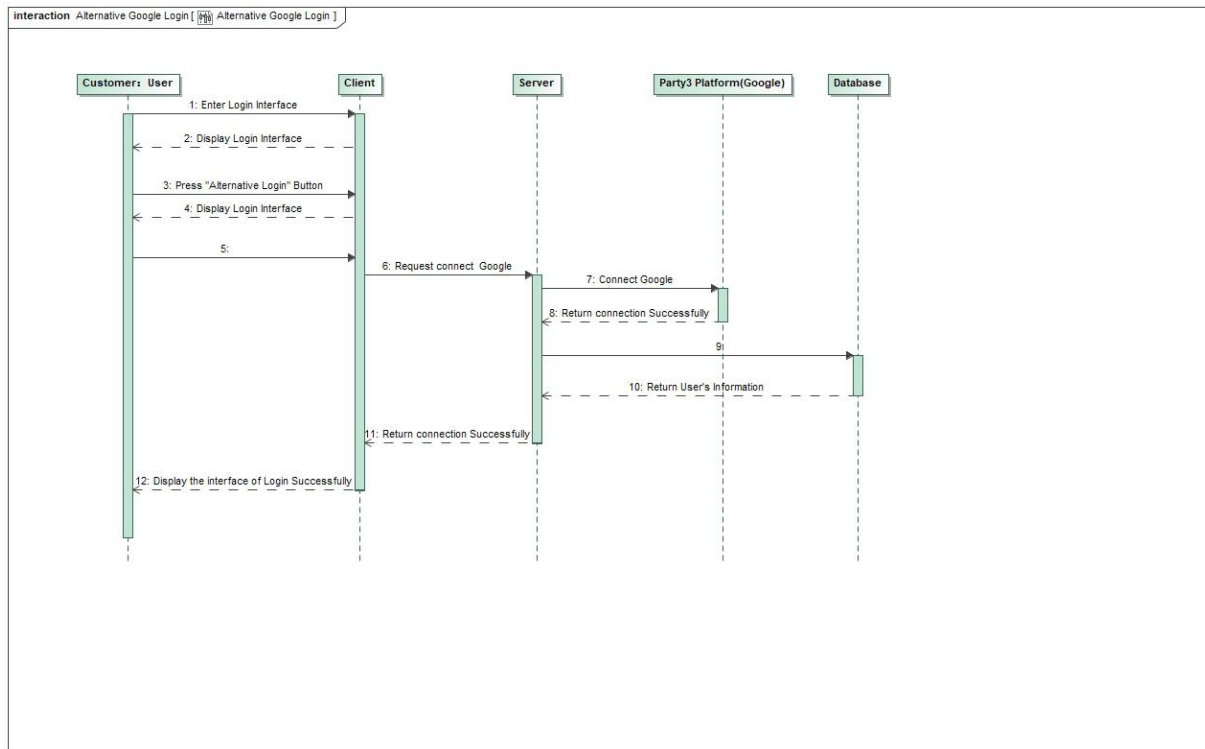 interaction Alternative Google Login [ Alternative Google Login ]
Customer: User
Client
Server
Party3 Platform(Google)
Database
1: Enter Login Interface
2: Display Login Interface
3: Press "Alternative Login" Button
4: Display Login Interface
5:
6: Request connect Google
7: Connect Google
8: Return connection Successfully
9:
10: Return User's Information
11: Return connection Successfully
12: Display the interface of Login Successfully